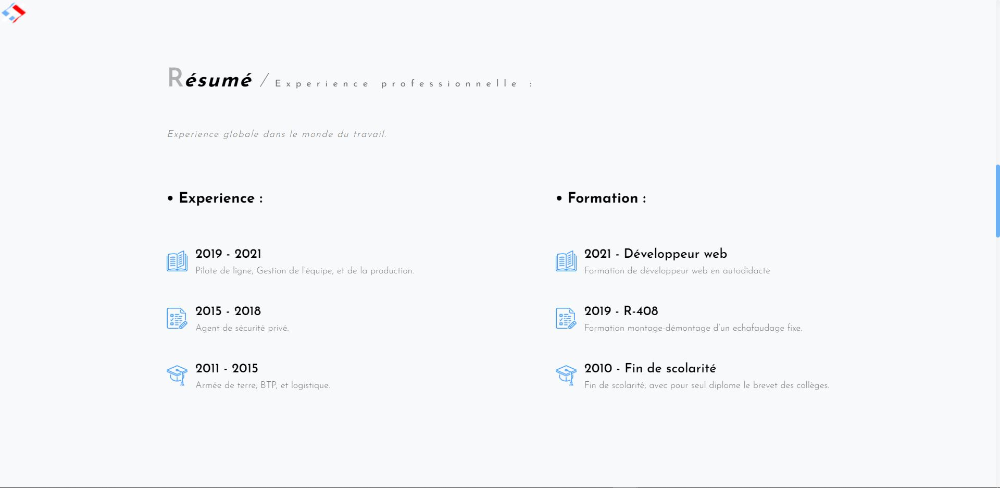 Résumé / Experience professionnelle :
Experience globale dans le monde du travail.
• Experience :
2019 - 2021
Pilote de ligne, Gestion de l'équipe, et de la production.
2015 - 2018
Agent de sécurité privé.
2011 - 2015
Armée de terre, BTP, et logistique.
• Formation :
2021 - Développeur web
Formation de développeur web en autodidacte
2019 - R-408
Formation montage-démontage d'un echafaudage fixe.
2010 - Fin de scolarité
Fin de scolarité, avec pour seul diplome le brevet des collèges.